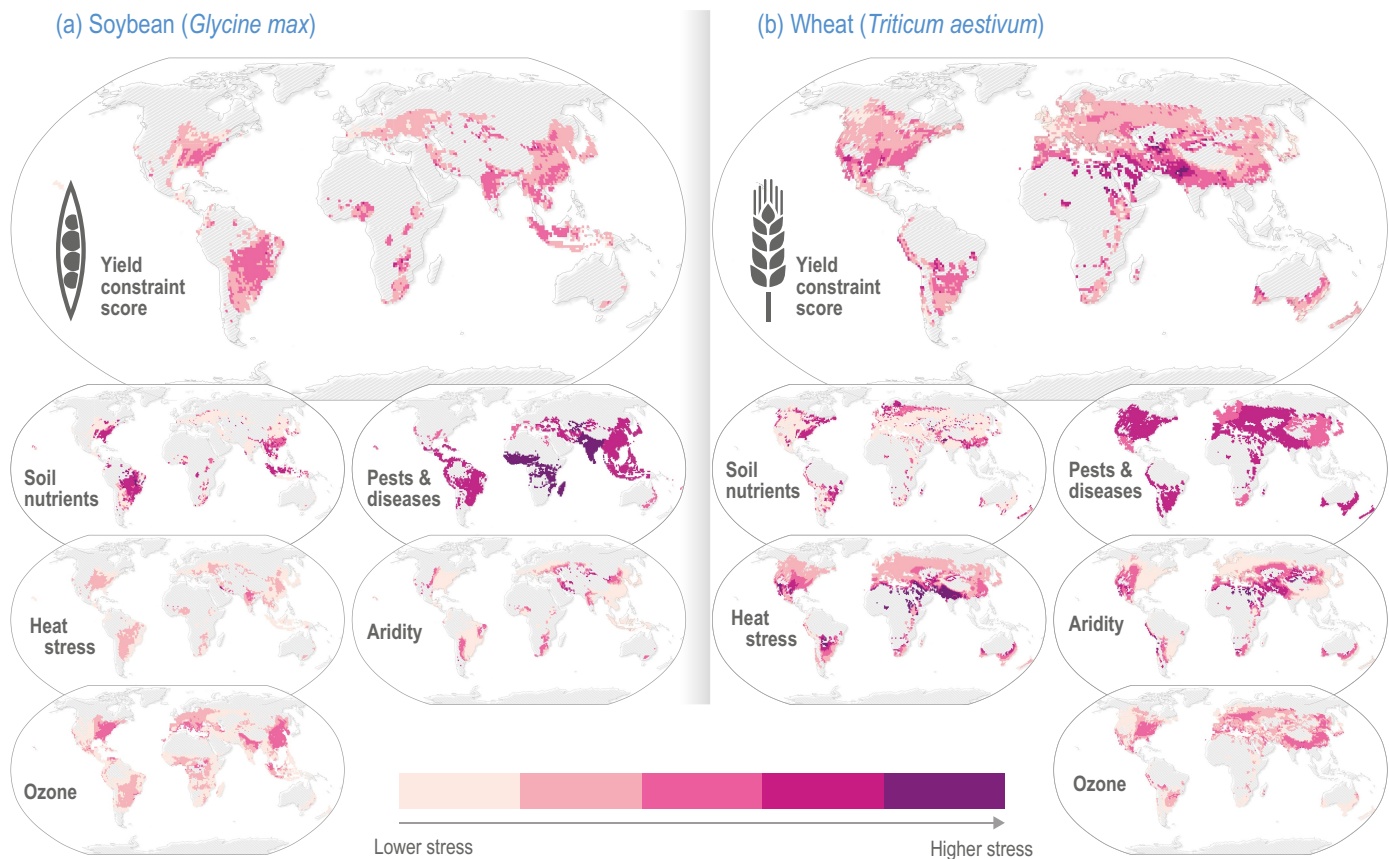 (a) Soybean (Glycine max)
Yield
constraint
score
Soil
nutrients
Pests &
diseases
Heat
stress
Aridity
Ozone
(b) Wheat (Triticum aestivum)
Yield
constraint
score
Soil
nutrients
Pests &
diseases
Heat
stress
Aridity
Ozone
Lower stress
Higher stress